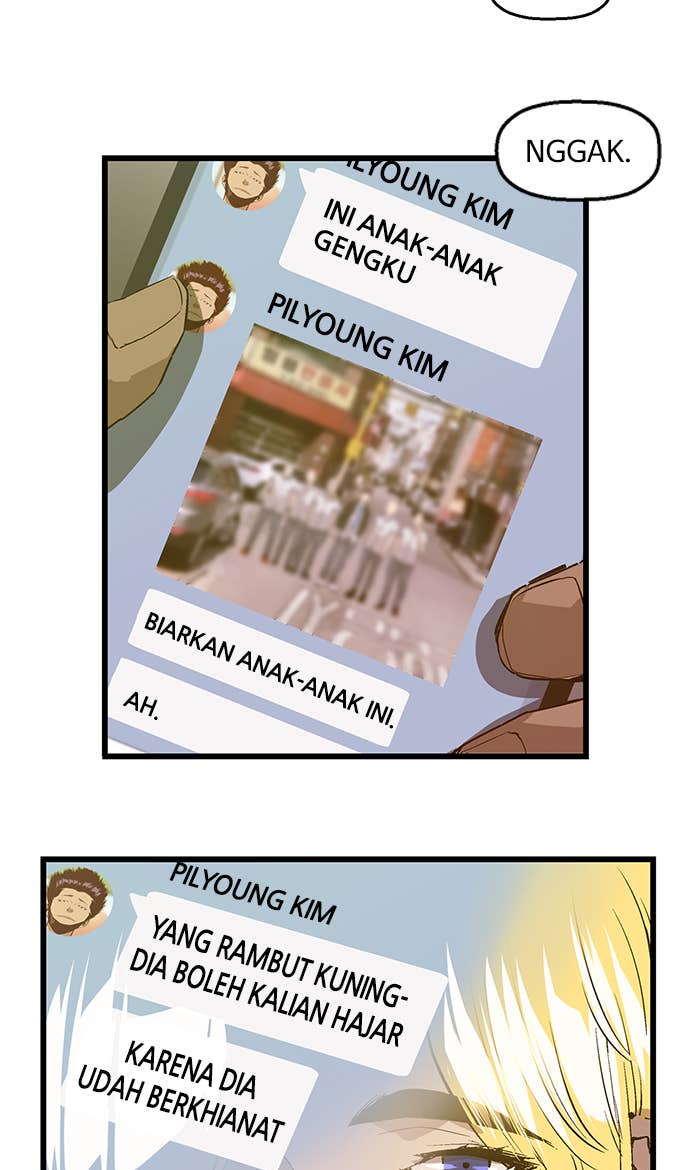 NGGAK.
ILYOUNG KIM
INI ANAK-ANAK
GENGKU
PILYOUNG KIM
BIARKAN ANAK-ANAK INI.
AH.
PILYOUNG KIM
YANG RAMBUT KUNING-
DIA BOLEH KALIAN HAJAR
KARENA DIA
UDAH BERKHIANAT